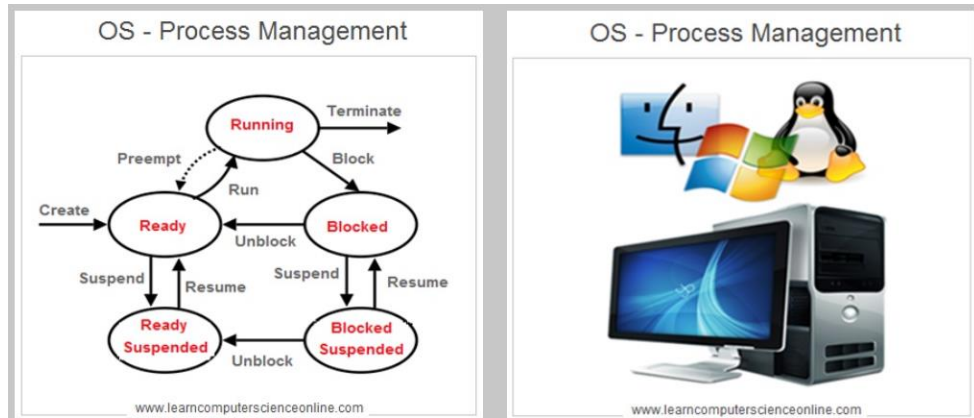 OS - Process Management
Running
Terminate
Preempt
Block
Run
Create
Ready
Blocked
Unblock
Suspend
Resume
Suspend
Resume
Ready
Suspended
Blocked
Suspended
Unblock
www.learncomputerscienceonline.com
OS - Process Management
www.learncomputerscienceonline.com